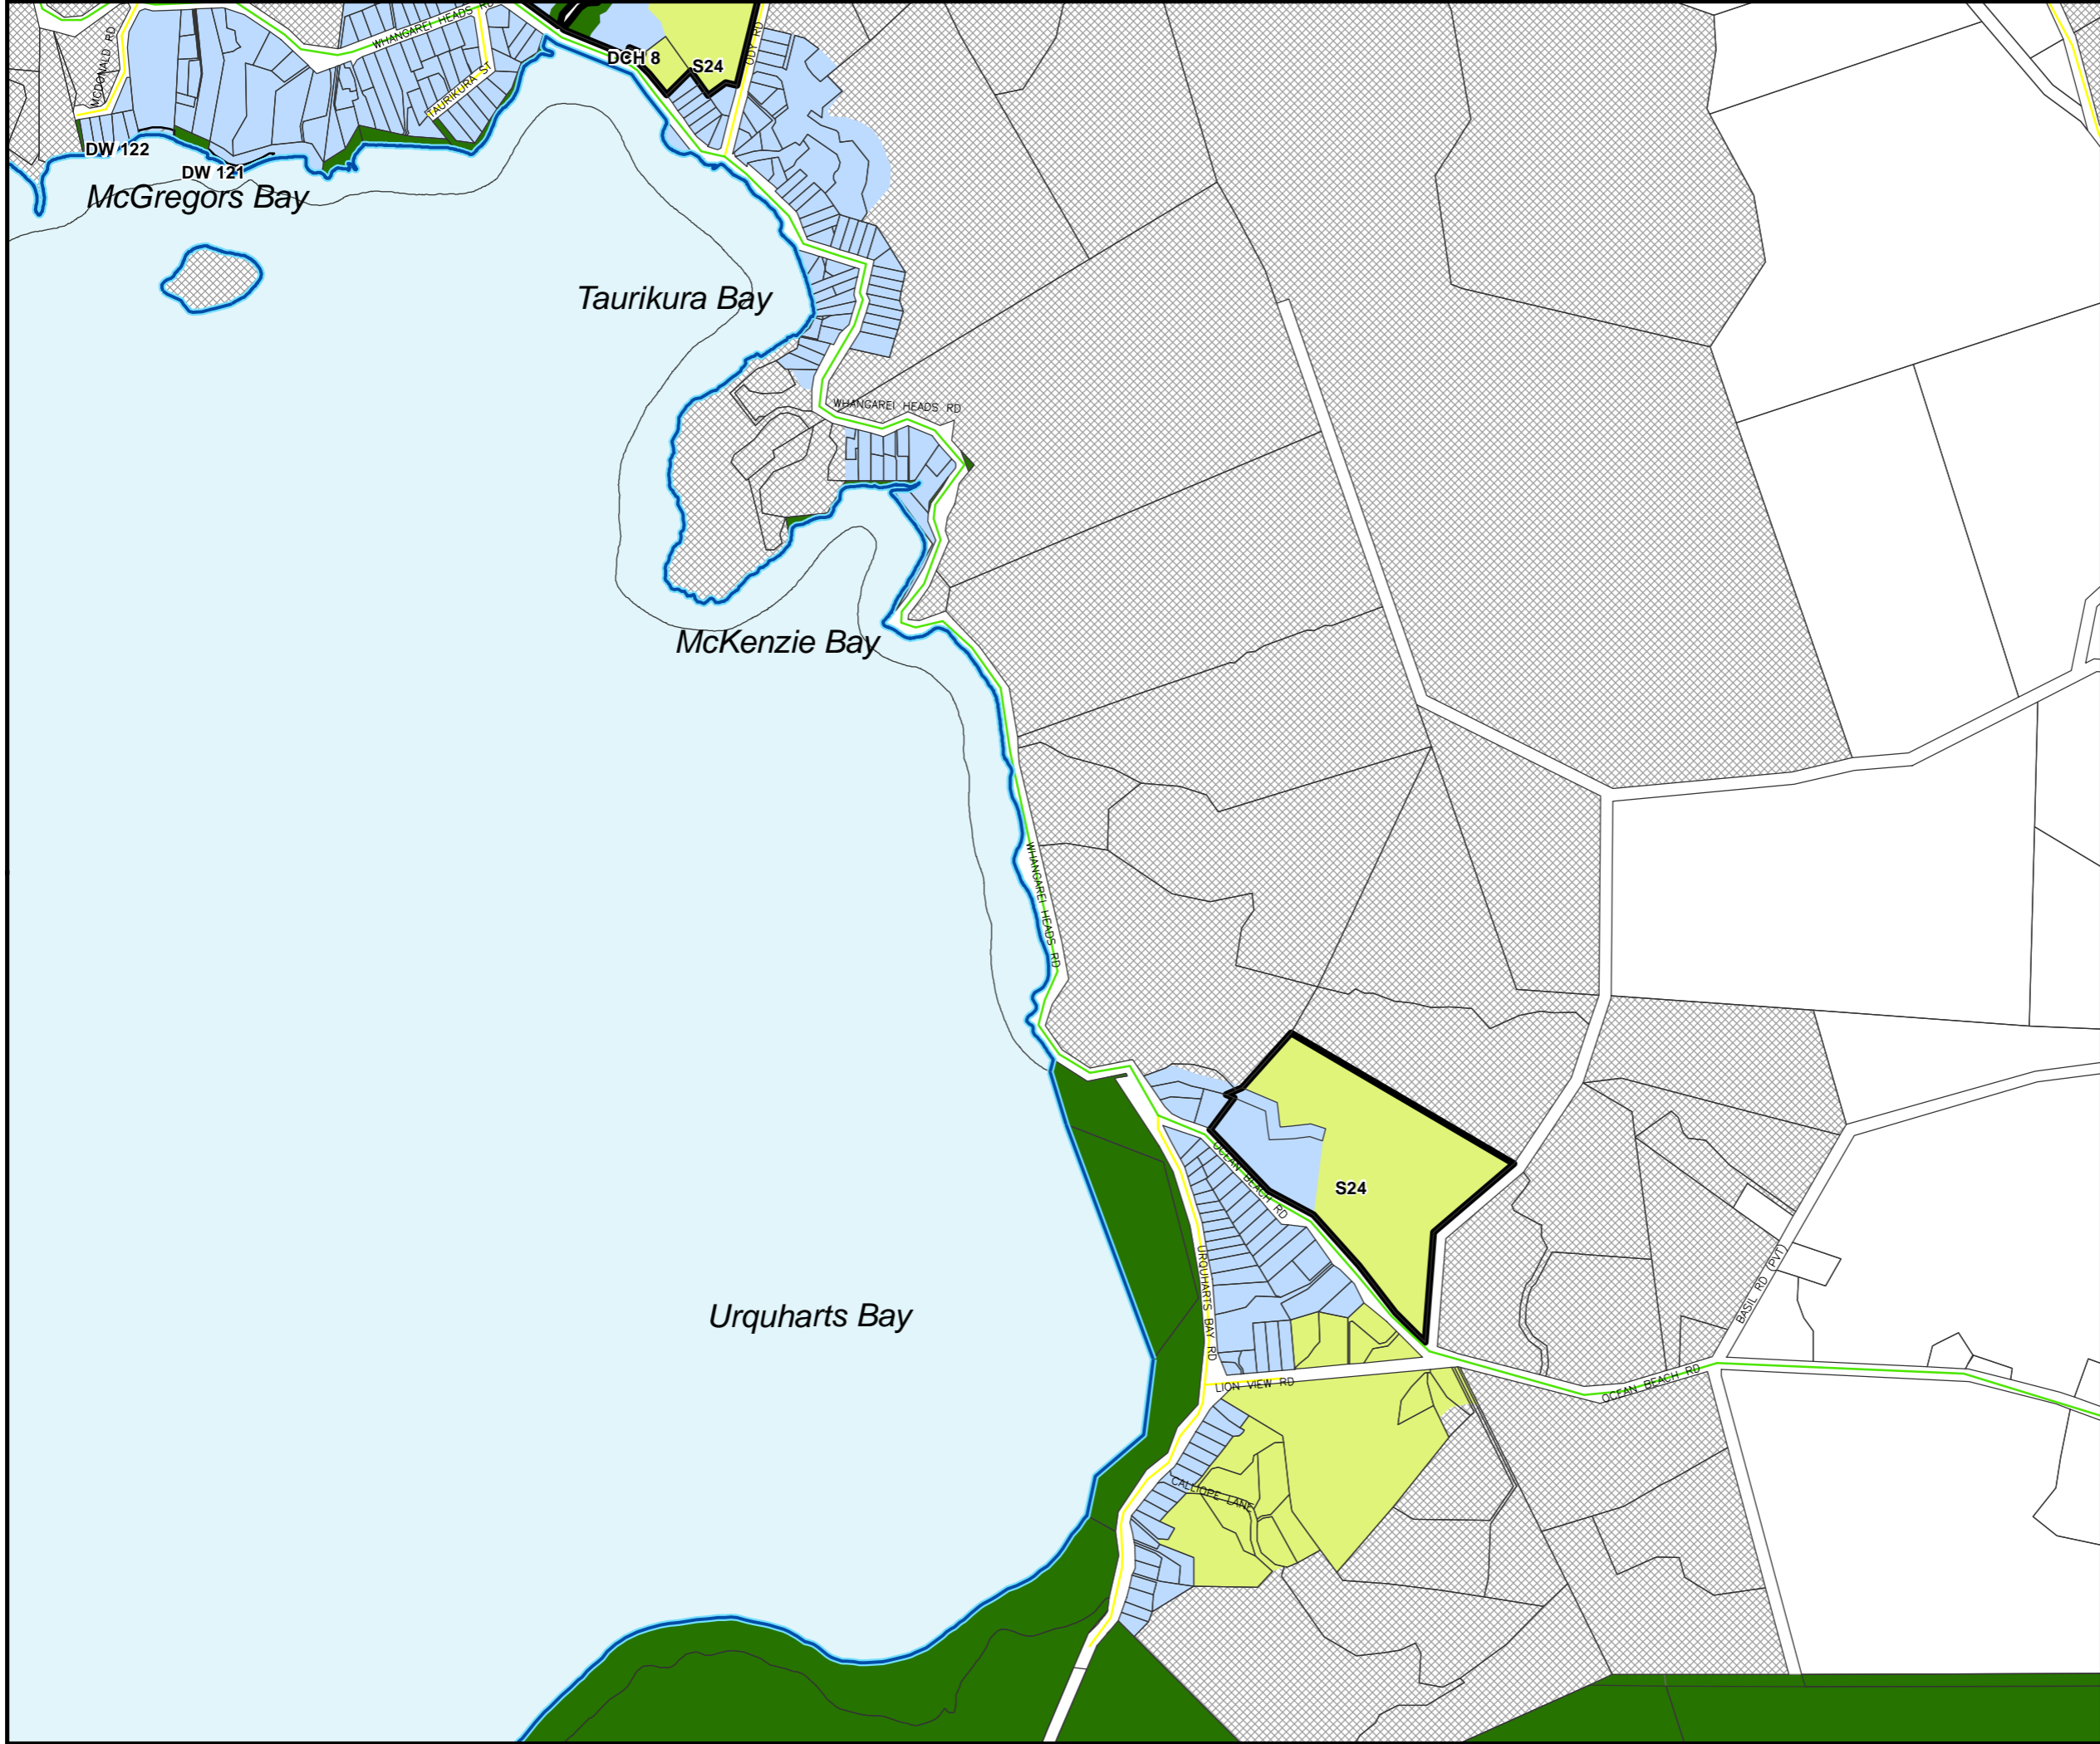 WHANGAREI HEADS RD
MCDONALD RD
TAURIKURA ST
DCH 8
S24
ODY RD
DW 122
DW 121
McGregors Bay
Taurikura Bay
WHANGAREI HEADS RD
McKenzie Bay
WHANGAREI HEADS RD
OCEAN BEACH RD
S24
Urquharts Bay
URQUHARTS BAY RD
BASIL RD (PVT)
LION VIEW RD
OCEAN BEACH RD
CALLIOPE LANE